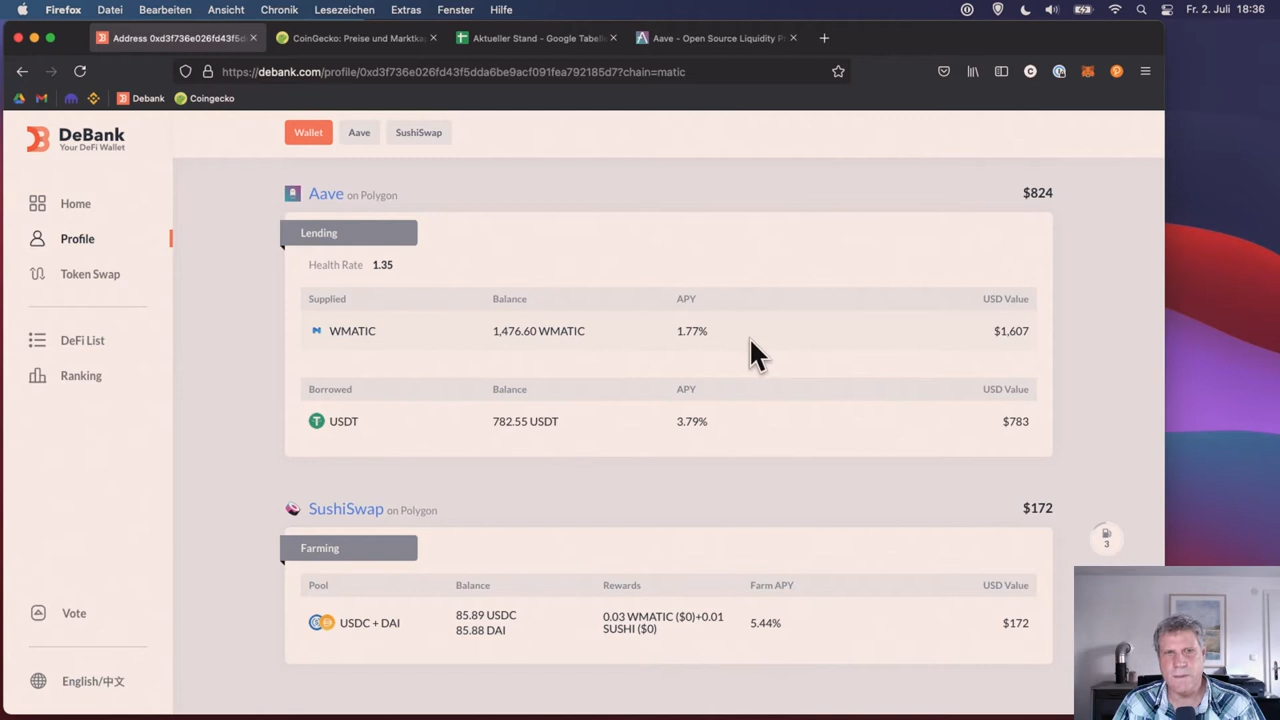 Firefox Datei Bearbeiten Ansicht Chronik Lesezeichen Extras Fenster Hilfe Fr. 2. Juli 18:36
Address 0xd3f736e026fd43f5d CoinGecko: Preise und Marktka Aktueller Stand - Google Tabelle Aave - Open Source Liquidity P
https://debank.com/profile/0xd3f736e026fd43f5dda6be9acf091fea792185d7?chain=matic
Debank Coingecko
DeBank
Your DeFi Wallet
Home
Profile
Token Swap
DeFi List
Ranking
Vote
English/中文
Wallet Aave SushiSwap
Aave on Polygon $824
Lending
Health Rate 1.35
Supplied Balance APY USD Value
WMATIC 1,476.60 WMATIC 1.77% $1,607
Borrowed Balance APY USD Value
USDT 782.55 USDT 3.79% $783
SushiSwap on Polygon $172
Farming
3
Pool Balance Rewards Farm APY USD Value
USDC + DAI 85.89 USDC 0.03 WMATIC ($0)+0.01 5.44% $172
85.88 DAI SUSHI ($0)